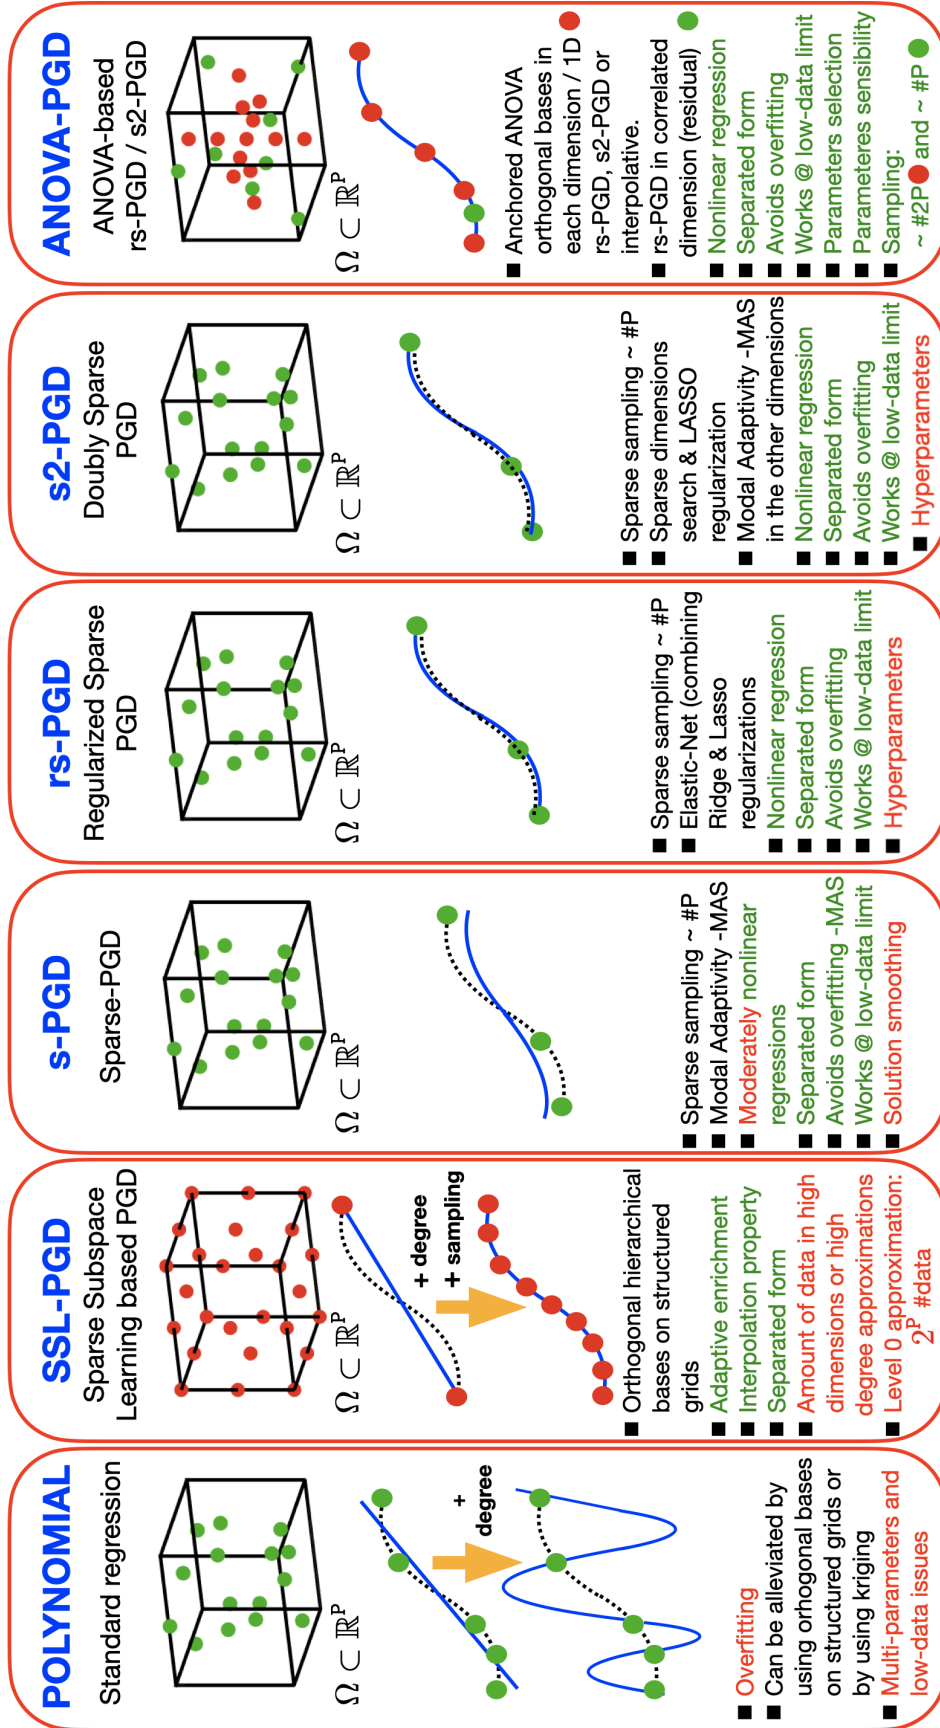 POLYNOMIAL
Standard regression
Ω ⊂ ℝᴾ
+
degree
■ Overfitting
■ Can be alleviated by
using orhogonal bases
on structured grids or
by using kriging
■ Multi-parameters and
low-data issues
SSL-PGD
Sparse Subspace
Learning based PGD
Ω ⊂ ℝᴾ
+ degree
+ sampling
■ Orthogonal hierarchical
bases on structured
grids
■ Adaptive enrichment
■ Interpolation property
■ Separated form
■ Amount of data in high
dimensions or high
degree approximations
■ Level 0 approximation:
2ᴾ #data
s-PGD
Sparse-PGD
Ω ⊂ ℝᴾ
■ Sparse sampling ~ #P
■ Modal Adaptivity -MAS
■ Moderately nonlinear
regressions
■ Separated form
■ Avoids overfitting -MAS
■ Works @ low-data limit
■ Solution smoothing
rs-PGD
Regularized Sparse
PGD
Ω ⊂ ℝᴾ
■ Sparse sampling ~ #P
■ Elastic-Net (combining
Ridge & Lasso
regularizations
■ Nonlinear regression
■ Separated form
■ Avoids overfitting
■ Works @ low-data limit
■ Hyperparameters
s2-PGD
Doubly Sparse
PGD
Ω ⊂ ℝᴾ
■ Sparse sampling ~ #P
■ Sparse dimensions
search & LASSO
regularization
■ Modal Adaptivity -MAS
in the other dimensions
■ Nonlinear regression
■ Separated form
■ Avoids overfitting
■ Works @ low-data limit
■ Hyperparameters
ANOVA-PGD
ANOVA-based
rs-PGD / s2-PGD
Ω ⊂ ℝᴾ
■ Anchored ANOVA
orthogonal bases in
each dimension / 1D
rs-PGD, s2-PGD or
interpolative.
■ rs-PGD in correlated
dimension (residual)
■ Nonlinear regression
■ Separated form
■ Avoids overfitting
■ Works @ low-data limit
■ Parameters selection
■ Parameteres sensibility
■ Sampling:
~ #2P and ~ #P